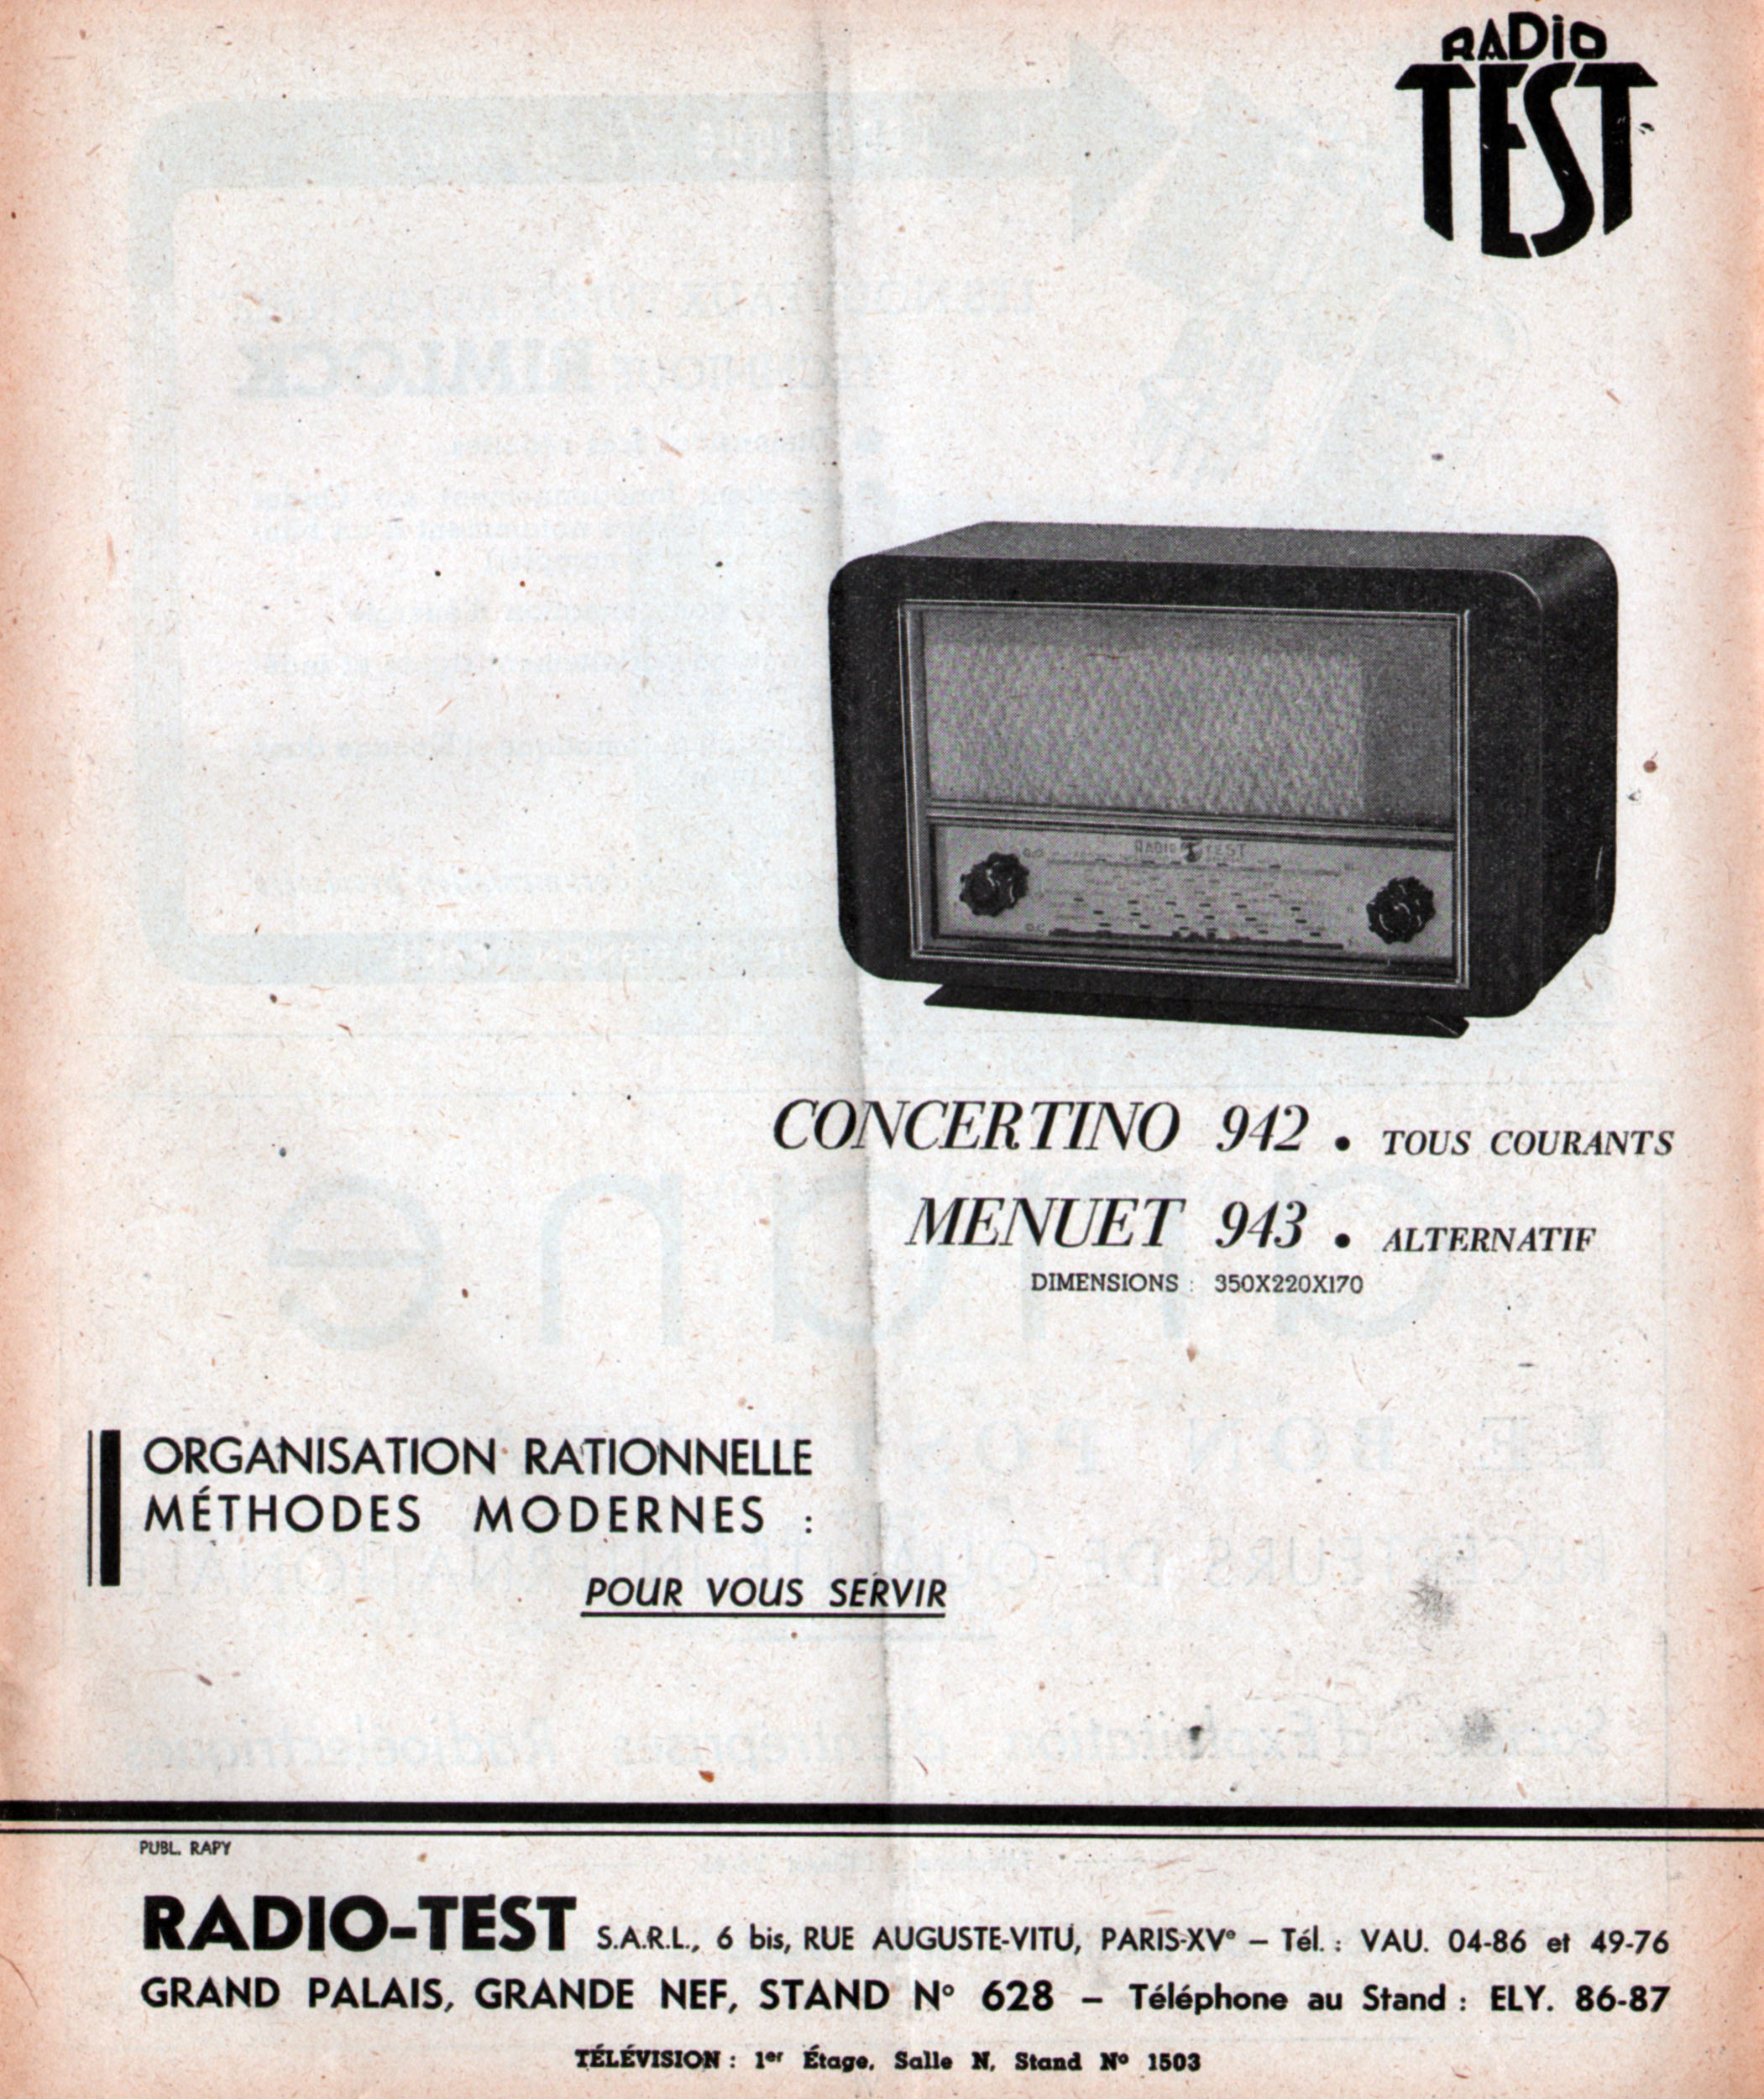 RADIO
TEST
RADIO TEST
CONCERTINO 942 • TOUS COURANTS
MENUET 943 • ALTERNATIF
DIMENSIONS : 350X220X170
ORGANISATION RATIONNELLE
MÉTHODES MODERNES :
POUR VOUS SERVIR
PUBL. RAPY
RADIO-TEST S.A.R.L., 6 bis, RUE AUGUSTE-VITU, PARIS-XVe – Tél. : VAU. 04-86 et 49-76
GRAND PALAIS, GRANDE NEF, STAND N° 628 – Téléphone au Stand : ELY. 86-87
TÉLÉVISION : 1er Étage, Salle N, Stand N° 1503